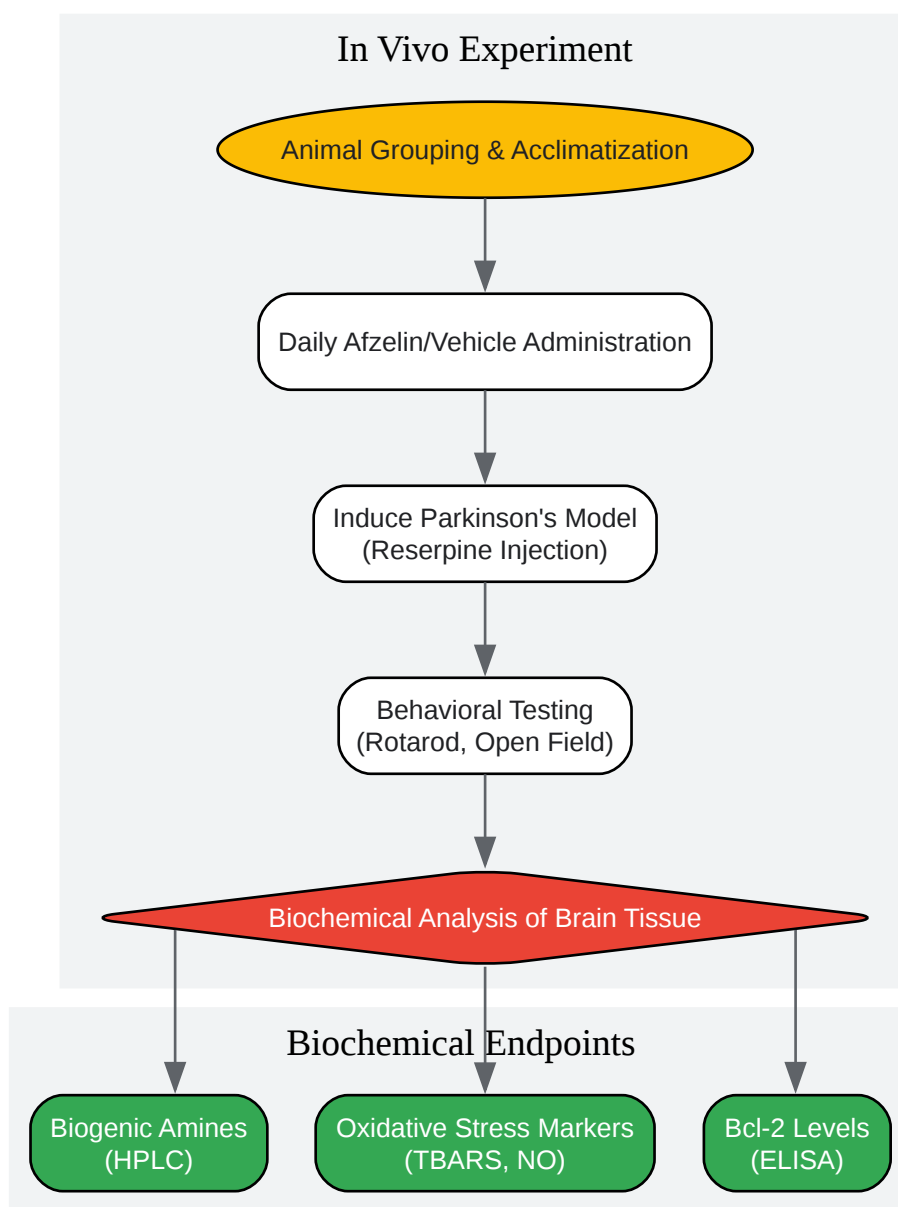 In Vivo Experiment
Animal Grouping & Acclimatization
Daily Afzelin/Vehicle Administration
Induce Parkinson's Model
(Reserpine Injection)
Behavioral Testing
(Rotarod, Open Field)
Biochemical Analysis of Brain Tissue
Biochemical Endpoints
Biogenic Amines
(HPLC)
Oxidative Stress Markers
(TBARS, NO)
Bcl-2 Levels
(ELISA)